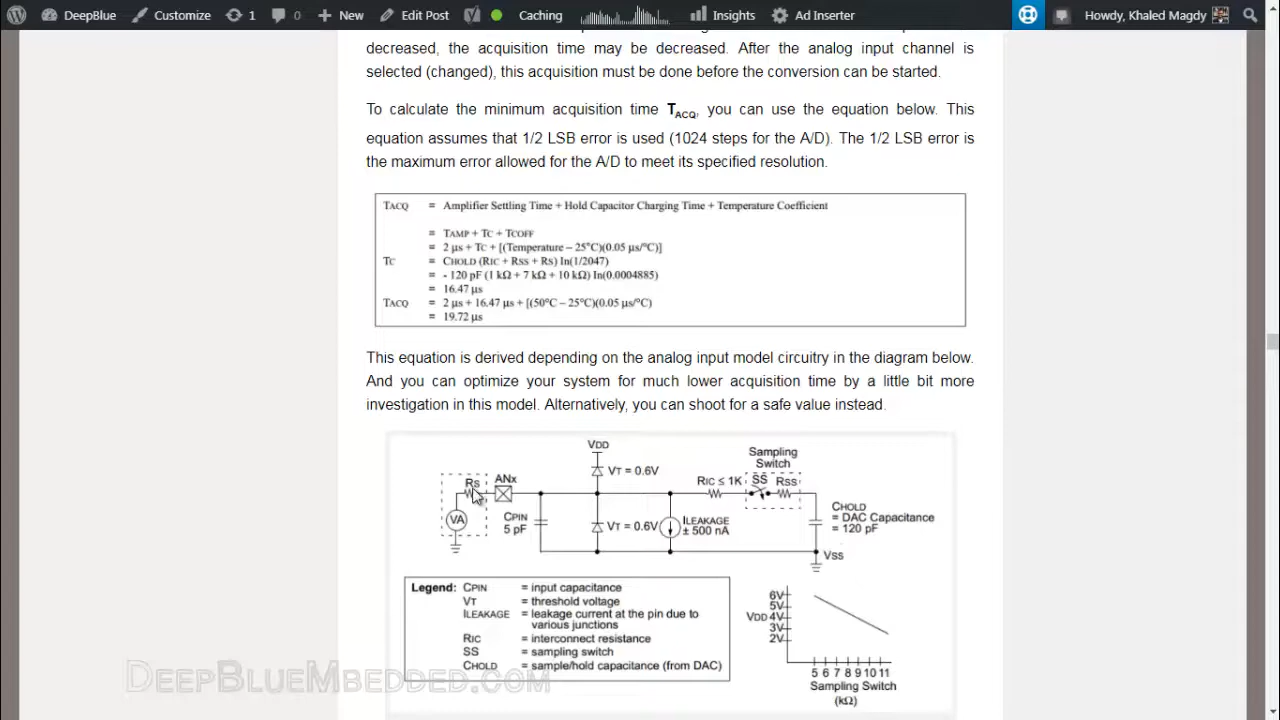 DeepBlue Customize 1 0 New Edit Post Caching Insights Ad Inserter Howdy, Khaled Magdy
decreased, the acquisition time may be decreased. After the analog input channel is
selected (changed), this acquisition must be done before the conversion can be started.
To calculate the minimum acquisition time TACQ, you can use the equation below. This
equation assumes that 1/2 LSB error is used (1024 steps for the A/D). The 1/2 LSB error is
the maximum error allowed for the A/D to meet its specified resolution.
TACQ = Amplifier Settling Time + Hold Capacitor Charging Time + Temperature Coefficient
= TAMP + TC + TCOFF
= 2 μs + TC + [(Temperature – 25°C)(0.05 μs/°C)]
TC = CHOLD (RIC + RSS + RS) In(1/2047)
= - 120 pF (1 kΩ + 7 kΩ + 10 kΩ) In(0.0004885)
= 16.47 μs
TACQ = 2 μs + 16.47 μs + [(50°C – 25°C)(0.05 μs/°C)
= 19.72 μs
This equation is derived depending on the analog input model circuitry in the diagram below.
And you can optimize your system for much lower acquisition time by a little bit more
investigation in this model. Alternatively, you can shoot for a safe value instead.
VDD
Sampling
Switch
VT = 0.6V
RS ANx
RIC ≤ 1K SS RSS
CPIN
5 pF
VA
VT = 0.6V
ILEAKAGE
± 500 nA
CHOLD
= DAC Capacitance
= 120 pF
VSS
Legend: CPIN = input capacitance
VT = threshold voltage
ILEAKAGE = leakage current at the pin due to
various junctions
RIC = interconnect resistance
SS = sampling switch
CHOLD = sample/hold capacitance (from DAC)
6V
5V
VDD 4V
3V
2V
5 6 7 8 9 10 11
Sampling Switch
(kΩ)
DEEPBLUEMBEDDED.COM